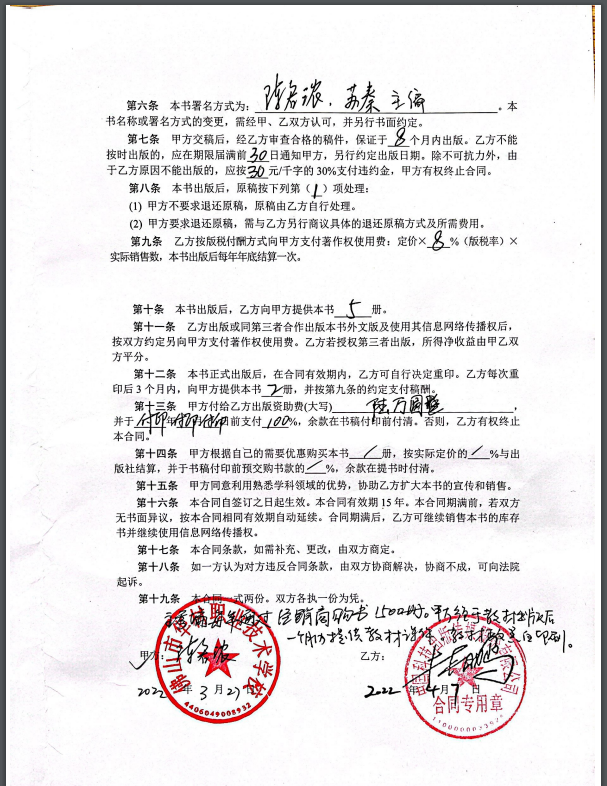 第六条 本书署名方式为: 陈名浓、苏秦 主编 。本
书名称或署名方式的变更,需经甲、乙双方认可,并另行书面约定。
第七条 甲方交稿后,经乙方审查合格的稿件,保证于 8 个月内出版。乙方不能
按时出版的,应在期限届满前 30 日通知甲方,另行约定出版日期。除不可抗力外,由
于乙方原因不能出版的,应按 30 元/千字的30%支付违约金,甲方有权终止合同。
第八条 本书出版后,原稿按下列第(1)项处理:
(1) 甲方不要求退还原稿,原稿由乙方自行处理。
(2) 甲方要求退还原稿,需与乙方另行商议具体的退还原稿方式及所需费用。
第九条 乙方按版税付酬方式向甲方支付著作权使用费:定价× 8 %(版税率)×
实际销售数,本书出版后每年年底结算一次。
第十条 本书出版后,乙方向甲方提供本书 5 册。
第十一条 乙方出版或同第三者合作出版本书外文版及使用其信息网络传播权后,
按双方约定另向甲方支付著作权使用费。乙方若授权第三者出版,所得净收益由甲乙双
方平分。
第十二条 本书正式出版后,在合同有效期内,乙方可自行决定重印。乙方每次重
印后3个月内,向甲方提供本书 2 册,并按第九条的约定支付稿酬。
第十三条 甲方付给乙方出版资助费(大写) 陆万圆整 ,
并于 年 前支付 100%,余款在书稿付印前付清。否则,乙方有权终止
本合同。
第十四条 甲方根据自己的需要优惠购买本书 / 册,按实际定价的 / %与出
版社结算,并于书稿付印前预交购书款的 / %,余款在提书时付清。
第十五条 甲方同意利用熟悉学科领域的优势,协助乙方扩大本书的宣传和销售。
第十六条 本合同自签订之日起生效。本合同有效期15年。本合同期满前,若双方
无书面异议,按本合同相同有效期自动延续。合同期满后,乙方可继续销售本书的库存
书并继续使用信息网络传播权。
第十七条 本合同条款,如需补充、更改,由双方商定。
第十八条 如一方认为对方违反合同条款,由双方协商解决,协商不成,可向法院
起诉。
第十九条 本合同一式两份。双方各执一份为凭。
通过 经销商购书1500册。
一个月内提供教材
甲方: 陈名浓 乙方:
佛山市 职业技术学校
4406049008932
合同专用章
2022年3月21日 2022年4月7日